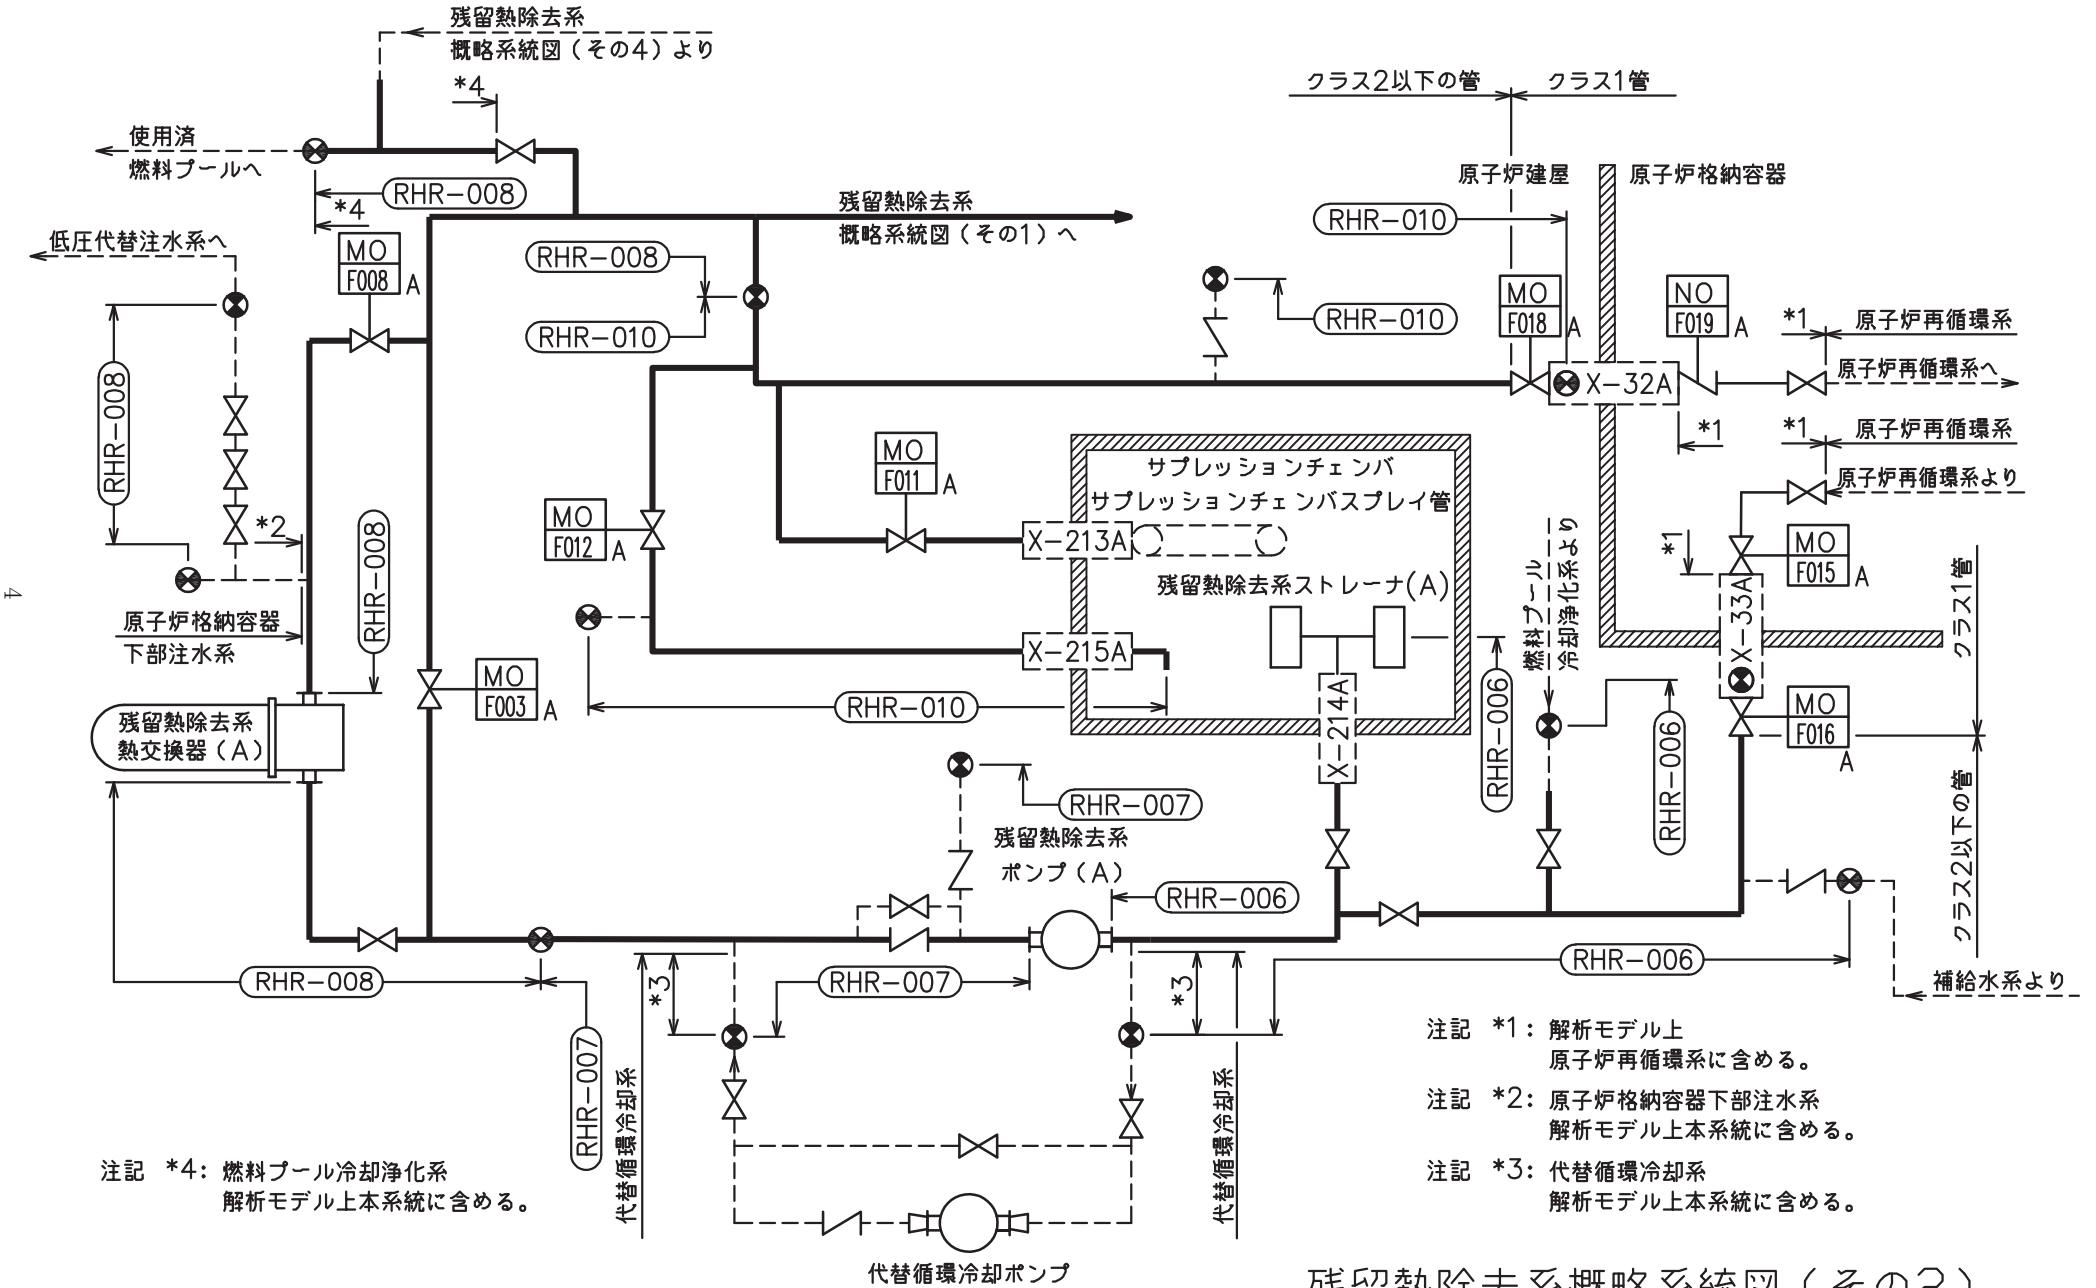 残留熱除去系
概略系統図(その4)より
*4
使用済
燃料プールへ
RHR-008
*4
低圧代替注水系へ
MO
F008 A
RHR-008
*2
原子炉格納容器
下部注水系
RHR-008
残留熱除去系
熱交換器(A)
MO
F003 A
RHR-008
RHR-007
残留熱除去系
概略系統図(その1)へ
RHR-008
RHR-010
MO
F012 A
MO
F011 A
RHR-010
クラス2以下の管
クラス1管
原子炉建屋
原子炉格納容器
RHR-010
RHR-010
MO
F018 A
X-32A
NO
F019 A
*1
*1
原子炉再循環系
原子炉再循環系へ
*1
原子炉再循環系
原子炉再循環系より
サプレッションチェンバ
サプレッションチェンバスプレイ管
X-213A
残留熱除去系ストレーナ(A)
X-215A
X-214A
RHR-006
燃料プール
冷却浄化系より
*1
MO
F015 A
X-33A
MO
F016
A
RHR-006
クラス1管
クラス2以下の管
RHR-007
残留熱除去系
ポンプ(A)
RHR-006
RHR-007
*3
代替循環冷却系
*3
代替循環冷却系
RHR-006
補給水系より
代替循環冷却ポンプ
注記 *1: 解析モデル上
原子炉再循環系に含める。
注記 *2: 原子炉格納容器下部注水系
解析モデル上本系統に含める。
注記 *3: 代替循環冷却系
解析モデル上本系統に含める。
注記 *4: 燃料プール冷却浄化系
解析モデル上本系統に含める。
残留熱除去系概略系統図(その2)
4